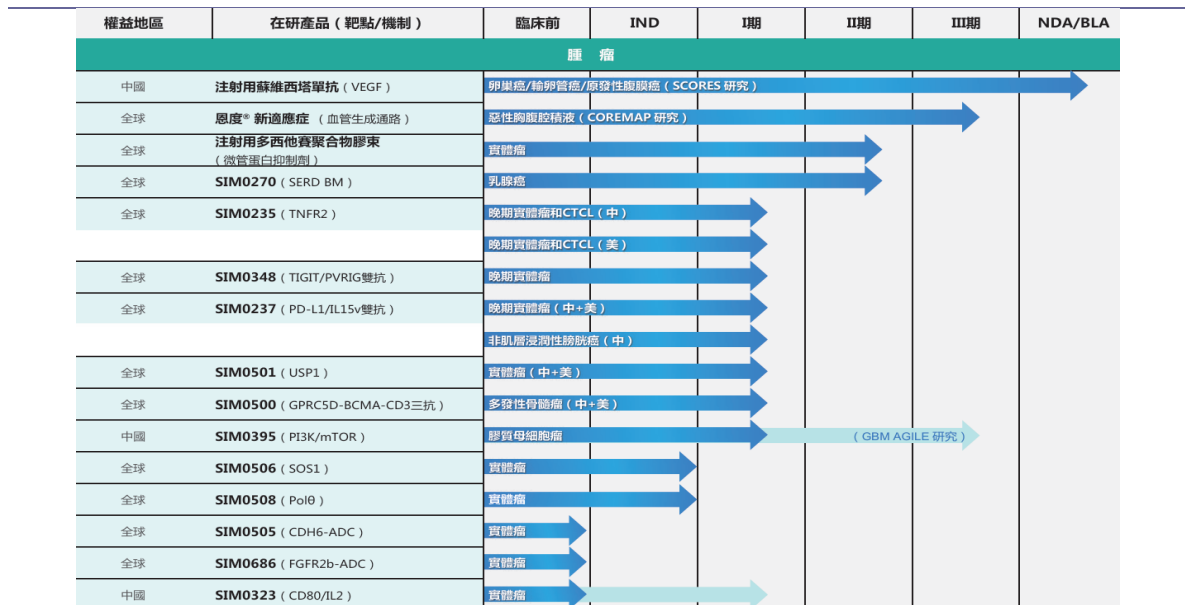 權益地區 在研產品（靶點/機制） 臨床前 IND I期 II期 III期 NDA/BLA
腫 瘤
中國 注射用蘇維西塔單抗（VEGF） 卵巢癌/輸卵管癌/原發性腹膜癌（SCORES 研究）
全球 恩度® 新適應症 （血管生成通路） 惡性胸腹腔積液（COREMAP 研究）
全球 注射用多西他賽聚合物膠束 實體瘤
（微管蛋白抑制劑）
全球 SIM0270（SERD BM） 乳腺癌
全球 SIM0235（TNFR2） 晚期實體瘤和CTCL（中）
晚期實體瘤和CTCL（美）
全球 SIM0348（TIGIT/PVRIG雙抗） 晚期實體瘤
全球 SIM0237（PD-L1/IL15v雙抗） 晚期實體瘤（中+美）
非肌層浸潤性膀胱癌（中）
全球 SIM0501（USP1） 實體瘤（中+美）
全球 SIM0500（GPRC5D-BCMA-CD3三抗） 多發性骨髓瘤（中+美）
中國 SIM0395（PI3K/mTOR） 膠質母細胞瘤 （GBM AGILE 研究）
全球 SIM0506（SOS1） 實體瘤
全球 SIM0508（Polθ） 實體瘤
全球 SIM0505（CDH6-ADC） 實體瘤
全球 SIM0686（FGFR2b-ADC） 實體瘤
中國 SIM0323（CD80/IL2） 實體瘤